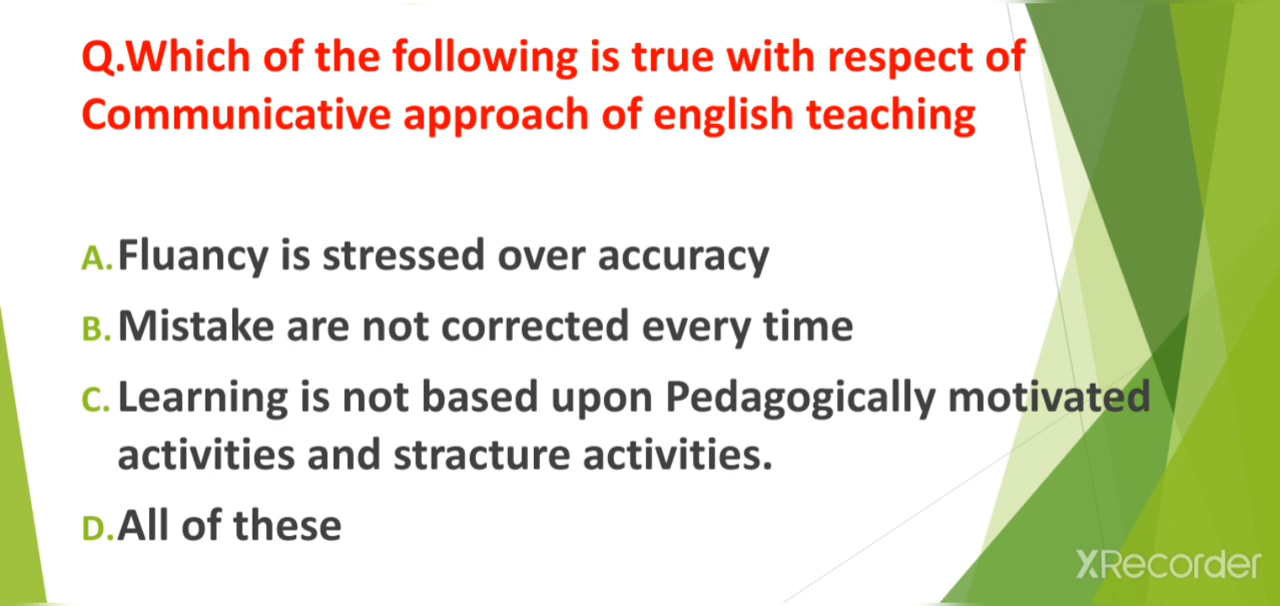 Q.Which of the following is true with respect of
Communicative approach of english teaching
A. Fluancy is stressed over accuracy
B. Mistake are not corrected every time
C. Learning is not based upon Pedagogically motivated
activities and stracture activities.
D. All of these
XRecorder